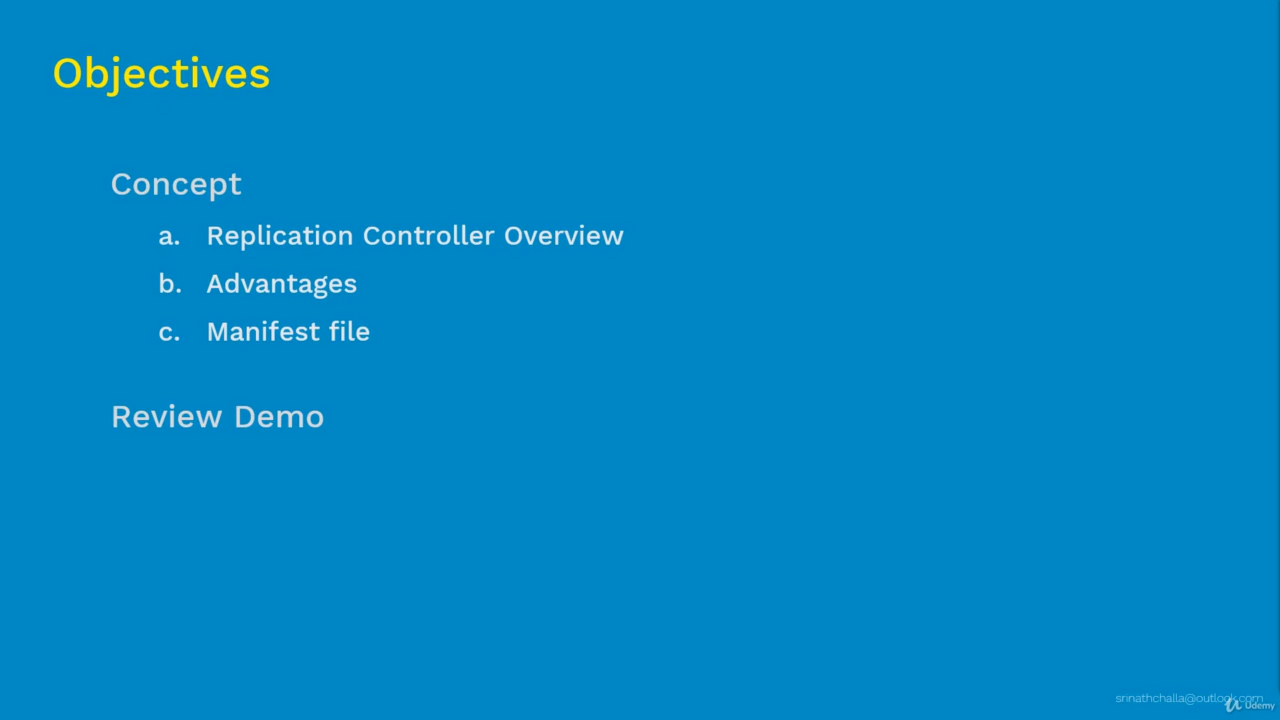 Objectives
Concept
a. Replication Controller Overview
b. Advantages
c. Manifest file
Review Demo
srinathchalla@outlook.com
Udemy